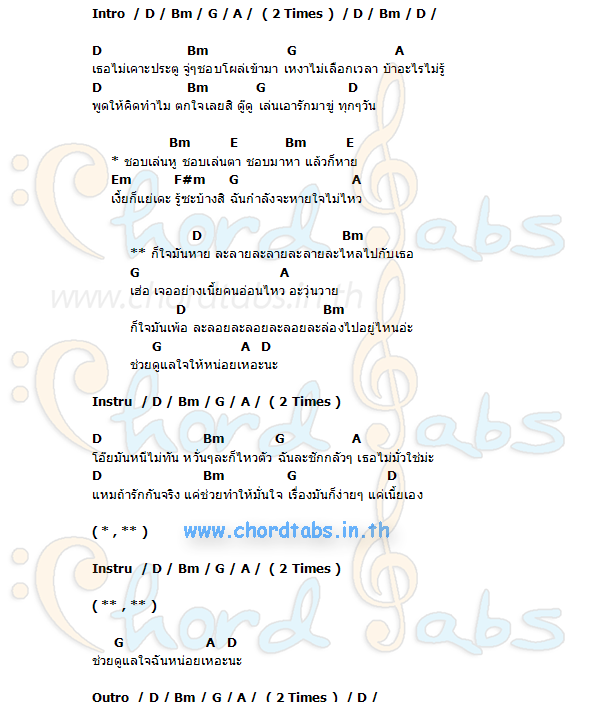 Intro / D / Bm / G / A / ( 2 Times ) / D / Bm / D /
D Bm G A
เธอไม่เคาะประตู จู่ๆชอบโผล่เข้ามา เหงาไม่เลือกเวลา บ้าอะไรไม่รู้
D Bm G D
พูดให้คิดทำไม ตกใจเลยสิ ดู๊ดู เล่นเอารักมาขู่ ทุกๆวัน
Bm E Bm E
* ชอบเล่นหู ชอบเล่นตา ชอบมาหา แล้วก็หาย
Em F#m G A
เงี้ยก็แย่เดะ รู้ซะบ้างสิ ฉันกำลังจะหายใจไม่ไหว
D Bm
** ก็ใจมันหาย ละลายละลายละลายละไหลไปกับเธอ
G A
เฮ่อ เจออย่างเนี้ยคนอ่อนไหว อะวุ่นวาย
D Bm
ก็ใจมันเพ้อ ละลอยละลอยละลอยละล่องไปอยู่ไหนอ่ะ
G A D
ช่วยดูแลใจให้หน่อยเหอะนะ
Instru / D / Bm / G / A / ( 2 Times )
D Bm G A
โอ๊ยมันหนีไม่ทัน หวั่นๆละก็ไหวตัว ฉันละชักกลัวๆ เธอไม่มั่วใช่ม่ะ
D Bm G D
แหมถ้ารักกันจริง แค่ช่วยทำให้มั่นใจ เรื่องมันก็ง่ายๆ แค่เนี้ยเอง
( * , ** ) www.chordtabs.in.th
Instru / D / Bm / G / A / ( 2 Times )
( ** , ** )
G A D
ช่วยดูแลใจฉันหน่อยเหอะนะ
Outro / D / Bm / G / A / ( 2 Times ) / D /